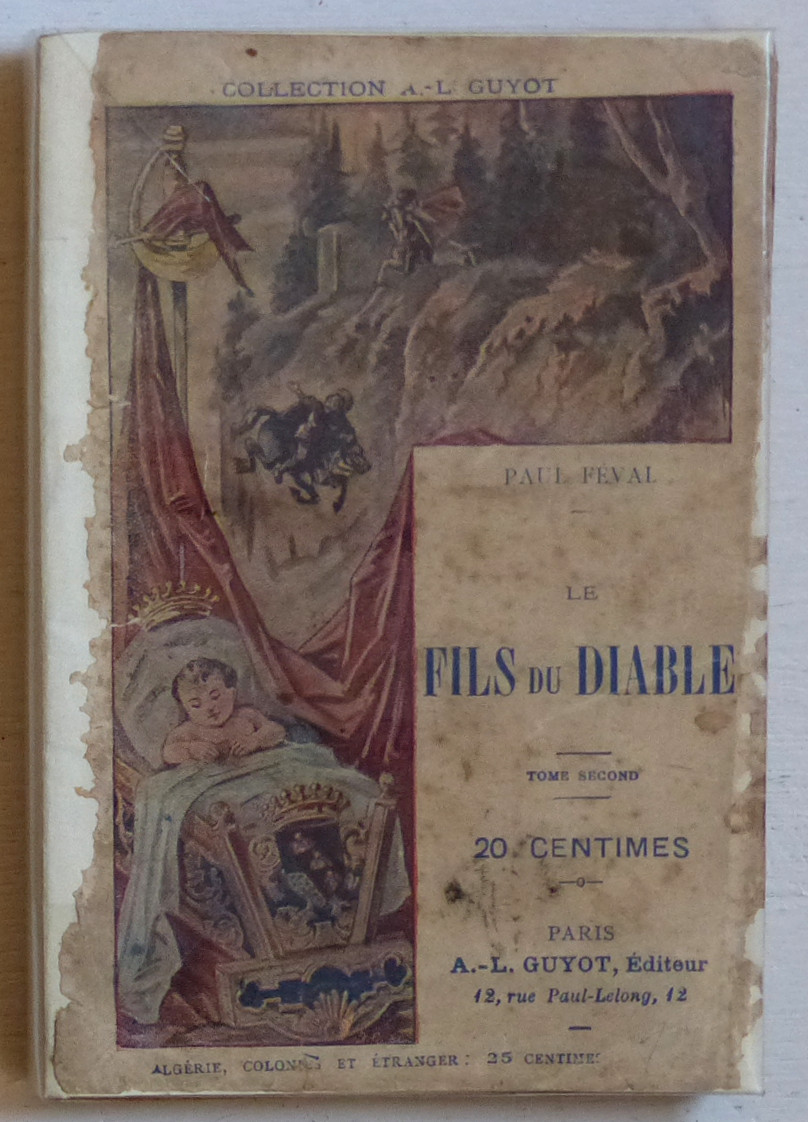 COLLECTION A.-L. GUYOT
PAUL FÉVAL
LE
FILS DU DIABLE
TOME SECOND
20 CENTIMES
PARIS
A.-L. GUYOT, Éditeur
12, rue Paul-Lelong, 12
ALGÉRIE, COLONIES ET ÉTRANGER : 25 CENTIMES